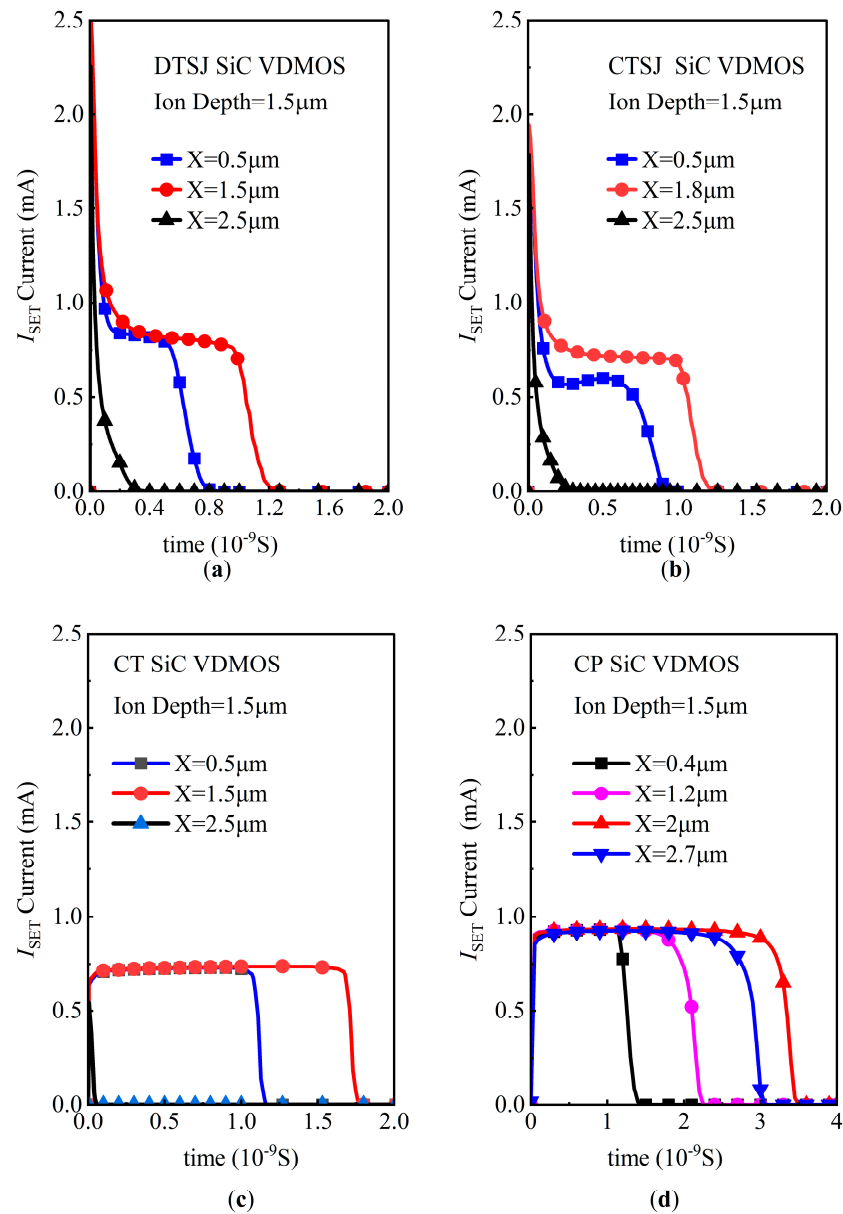 DTSJ SiC VDMOS
Ion Depth=1.5μm
X=0.5μm
X=1.5μm
X=2.5μm
2.5
2.0
1.5
1.0
0.5
0.0
I_SET Current (mA)
0.0 0.4 0.8 1.2 1.6 2.0
time (10⁻⁹S)
(a)
CTSJ SiC VDMOS
Ion Depth=1.5μm
X=0.5μm
X=1.8μm
X=2.5μm
2.5
2.0
1.5
1.0
0.5
0.0
I_SET Current (mA)
0.0 0.5 1.0 1.5 2.0
time (10⁻⁹S)
(b)
CT SiC VDMOS
Ion Depth=1.5μm
X=0.5μm
X=1.5μm
X=2.5μm
2.5
2.0
1.5
1.0
0.5
0.0
I_SET Current (mA)
0.0 0.5 1.0 1.5 2.0
time (10⁻⁹S)
(c)
CP SiC VDMOS
Ion Depth=1.5μm
X=0.4μm
X=1.2μm
X=2μm
X=2.7μm
2.5
2.0
1.5
1.0
0.5
0.0
I_SET Current (mA)
0 1 2 3 4
time (10⁻⁹S)
(d)